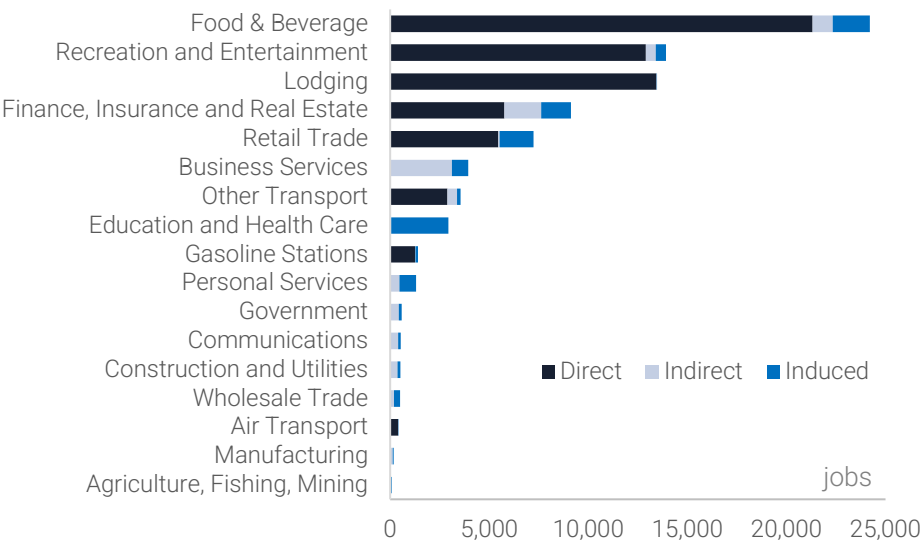 Food & Beverage
Recreation and Entertainment
Lodging
Finance, Insurance and Real Estate
Retail Trade
Business Services
Other Transport
Education and Health Care
Gasoline Stations
Personal Services
Government
Communications
Construction and Utilities
Direct Indirect Induced
Wholesale Trade
Air Transport
Manufacturing
jobs
Agriculture, Fishing, Mining
0 5,000 10,000 15,000 20,000 25,000